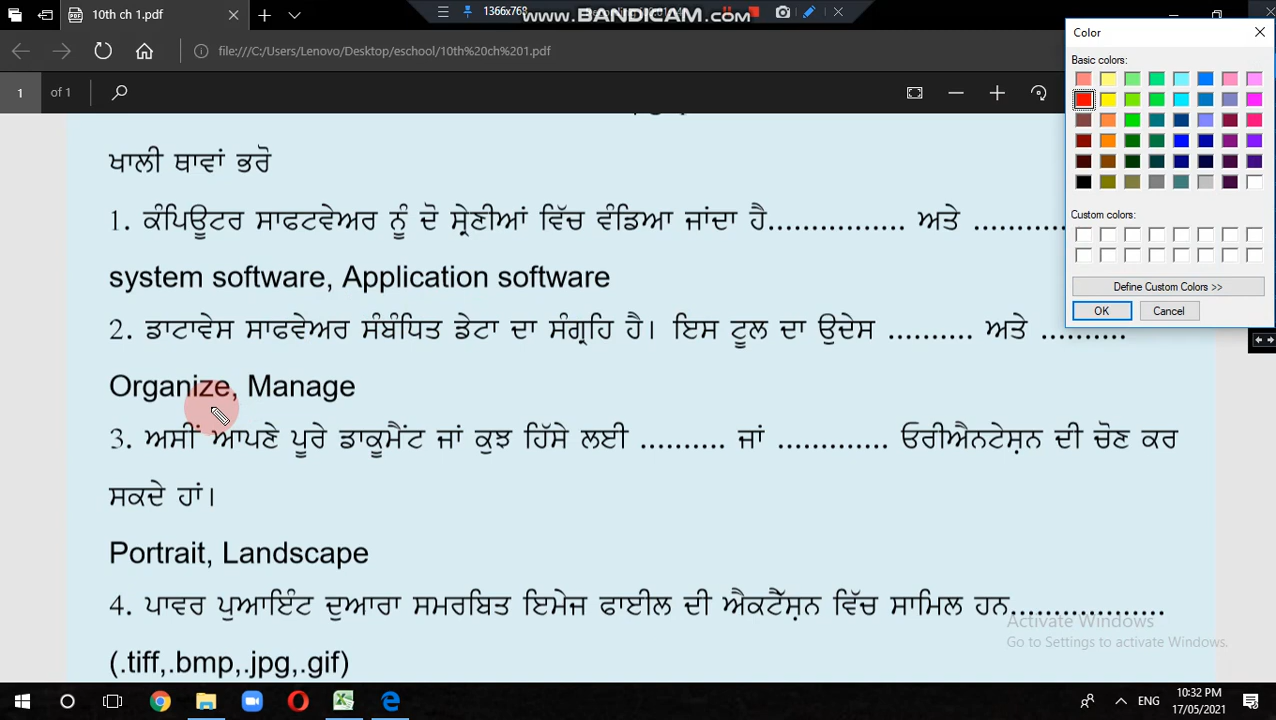 10th ch 1.pdf
1366x768
www.BANDICAM.com
file:///C:/Users/Lenovo/Desktop/eschool/10th%20ch%201.pdf
1 of 1
Color
Basic colors:
Custom colors:
Define Custom Colors >>
OK Cancel
ਖਾਲੀ ਥਾਵਾਂ ਭਰੋ
1. ਕੰਪਿਊਟਰ ਸਾਫਟਵੇਅਰ ਨੂੰ ਦੋ ਸ਼੍ਰੇਣੀਆਂ ਵਿੱਚ ਵੰਡਿਆ ਜਾਂਦਾ ਹੈ................ ਅਤੇ ...........
system software, Application software
2. ਡਾਟਾਵੇਸ ਸਾਫਵੇਅਰ ਸੰਬੰਧਿਤ ਡੇਟਾ ਦਾ ਸੰਗ੍ਰਹਿ ਹੈ। ਇਸ ਟੂਲ ਦਾ ਉਦੇਸ .......... ਅਤੇ ..........
Organize, Manage
3. ਅਸੀਂ ਆਪਣੇ ਪੂਰੇ ਡਾਕੂਮੈਂਟ ਜਾਂ ਕੁਝ ਹਿੱਸੇ ਲਈ .......... ਜਾਂ ............. ਓਰੀਐਨਟੇਸ਼ਨ ਦੀ ਚੋਣ ਕਰ
ਸਕਦੇ ਹਾਂ।
Portrait, Landscape
4. ਪਾਵਰ ਪੁਆਇੰਟ ਦੁਆਰਾ ਸਮਰਬਿਤ ਇਮੇਜ ਫਾਈਲ ਦੀ ਐਕਟੈੱਸ਼ਨ ਵਿੱਚ ਸਾਮਿਲ ਹਨ..................
(.tiff,.bmp,.jpg,.gif)
Activate Windows
Go to Settings to activate Windows.
ENG
10:32 PM
17/05/2021